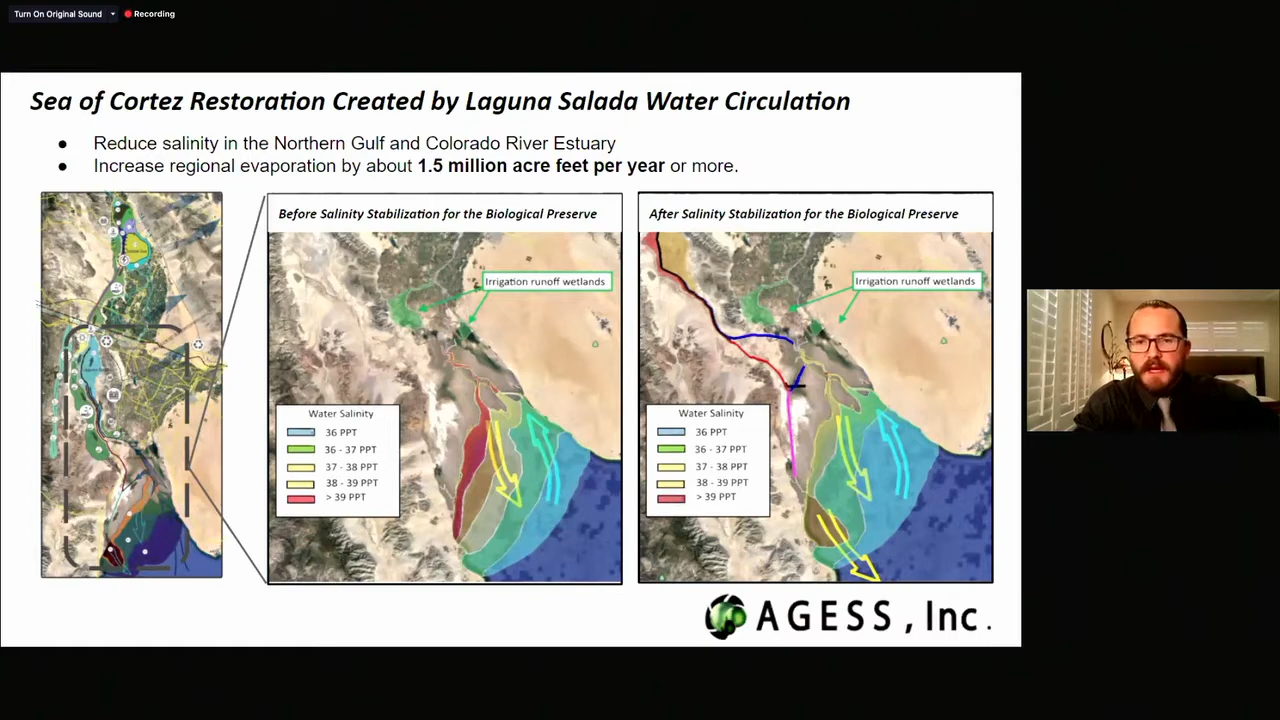 Turn On Original Sound
Recording
Sea of Cortez Restoration Created by Laguna Salada Water Circulation
● Reduce salinity in the Northern Gulf and Colorado River Estuary
● Increase regional evaporation by about 1.5 million acre feet per year or more.
Before Salinity Stabilization for the Biological Preserve
Irrigation runoff wetlands
Water Salinity
36 PPT
36 - 37 PPT
37 - 38 PPT
38 - 39 PPT
> 39 PPT
After Salinity Stabilization for the Biological Preserve
Irrigation runoff wetlands
Water Salinity
36 PPT
36 - 37 PPT
37 - 38 PPT
38 - 39 PPT
> 39 PPT
AGESS, Inc.